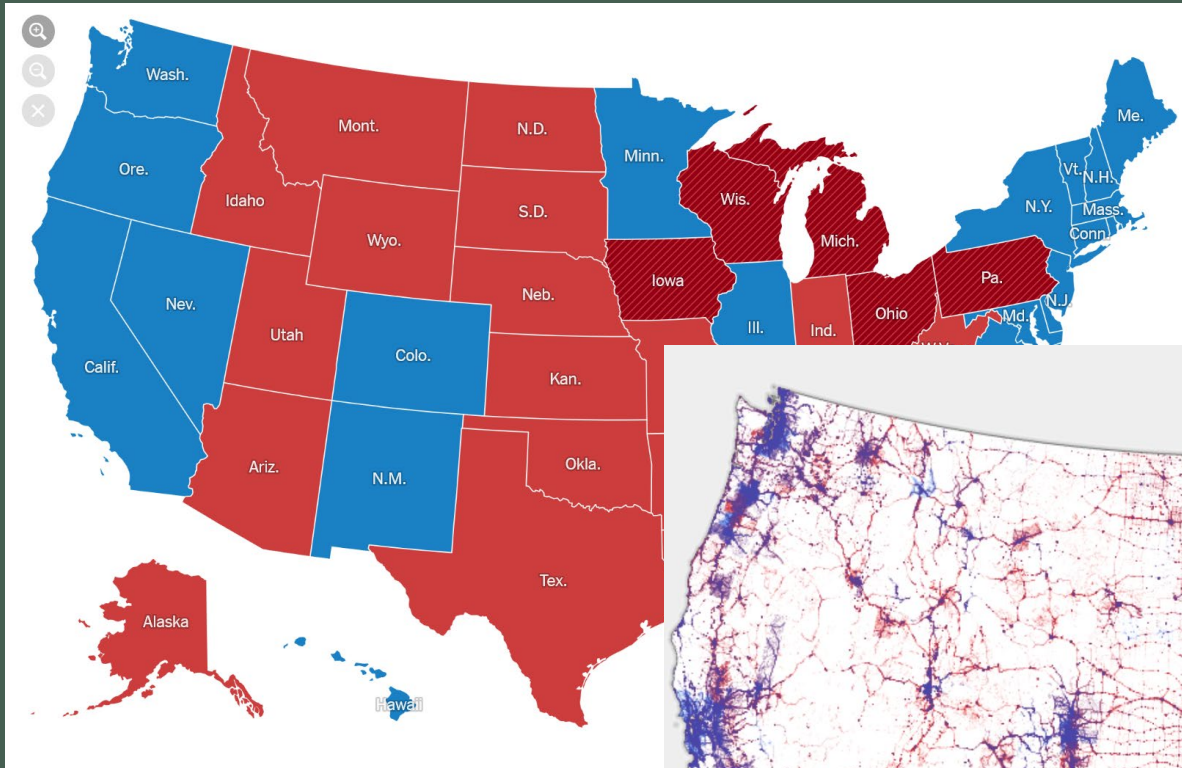 Wash.
Mont.
N.D.
Minn.
Me.
Ore.
Idaho
S.D.
Wis.
Mich.
Vt.
N.H.
N.Y.
Mass.
Conn.
Wyo.
Neb.
Iowa
Pa.
N.J.
Nev.
Utah
Colo.
Ill.
Ind.
Ohio
Md.
Calif.
Kan.
Ariz.
N.M.
Okla.
Tex.
Alaska
Hawaii